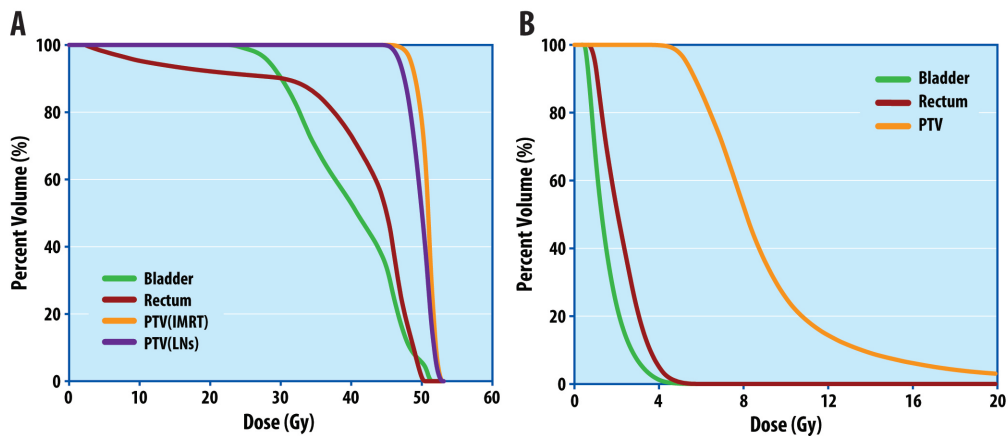 A
Percent Volume (%)
100
80
60
40
20
0
Bladder
Rectum
PTV(IMRT)
PTV(LNs)
0 10 20 30 40 50 60
Dose (Gy)
B
Percent Volume (%)
100
80
60
40
20
0
Bladder
Rectum
PTV
0 4 8 12 16 20
Dose (Gy)